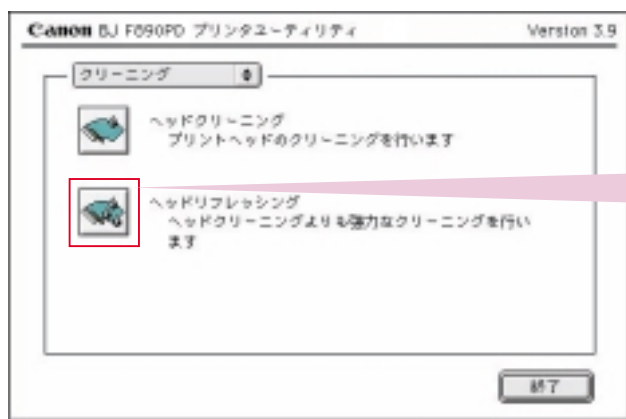 Canon BJ F890PD プリンタユーティリティ Version 3.9
クリーニング
ヘッドクリーニング
プリントヘッドのクリーニングを行います
ヘッドリフレッシング
ヘッドクリーニングよりも強力なクリーニングを行い
ます
終了